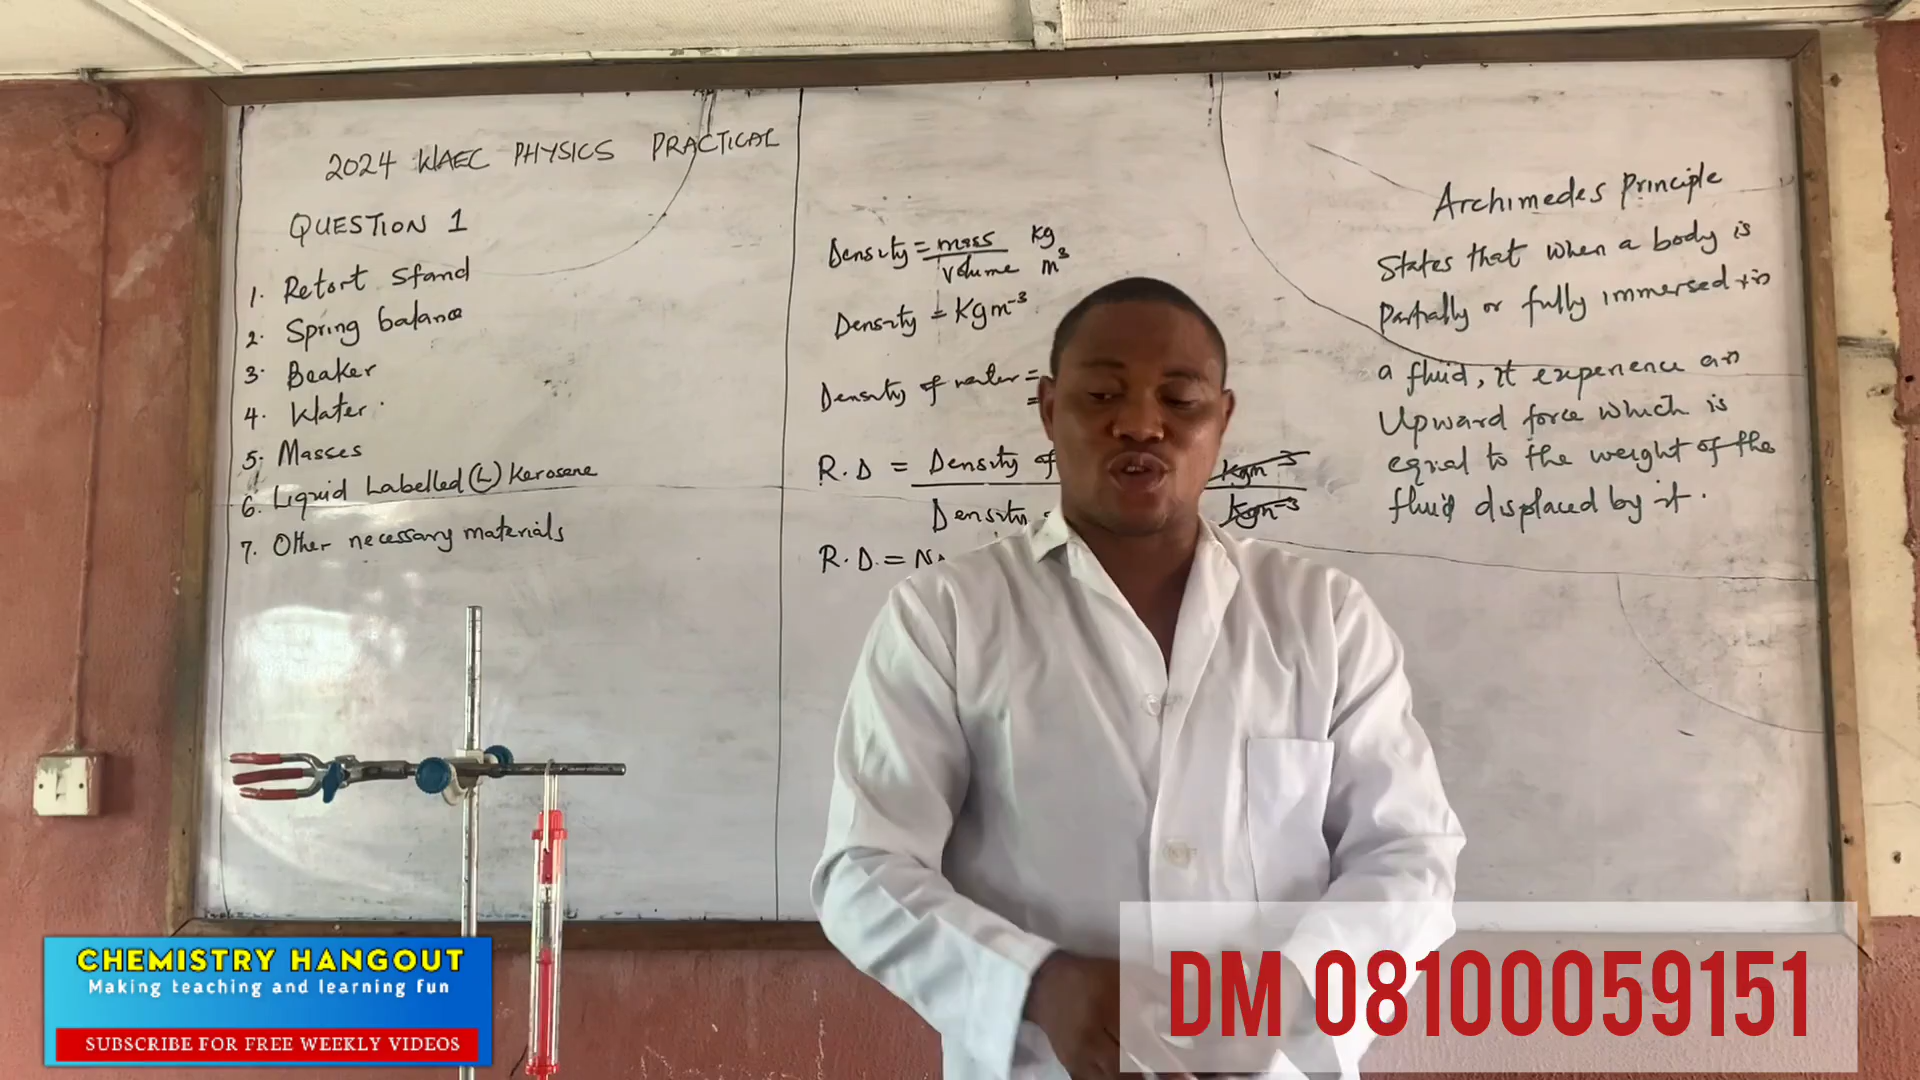 2024 WAEC PHYSICS PRACTICAL
QUESTION 1
1. Retort Stand
2. Spring balance
3. Beaker
4. Water.
5. Masses
6. Liquid Labelled (L) Kerosene
7. Other necessary materials
Density = mass kg
volume m³
Density = Kgm⁻³
Density of water =
=
R.D = Density of kgm⁻³
Density kgm⁻³
R.D. =
Archimedes Principle
States that when a body is
Partially or fully immersed in
a fluid, it experience an
Upward force which is
equal to the weight of the
fluid displaced by it.
CHEMISTRY HANGOUT
Making teaching and learning fun
SUBSCRIBE FOR FREE WEEKLY VIDEOS
DM 08100059151